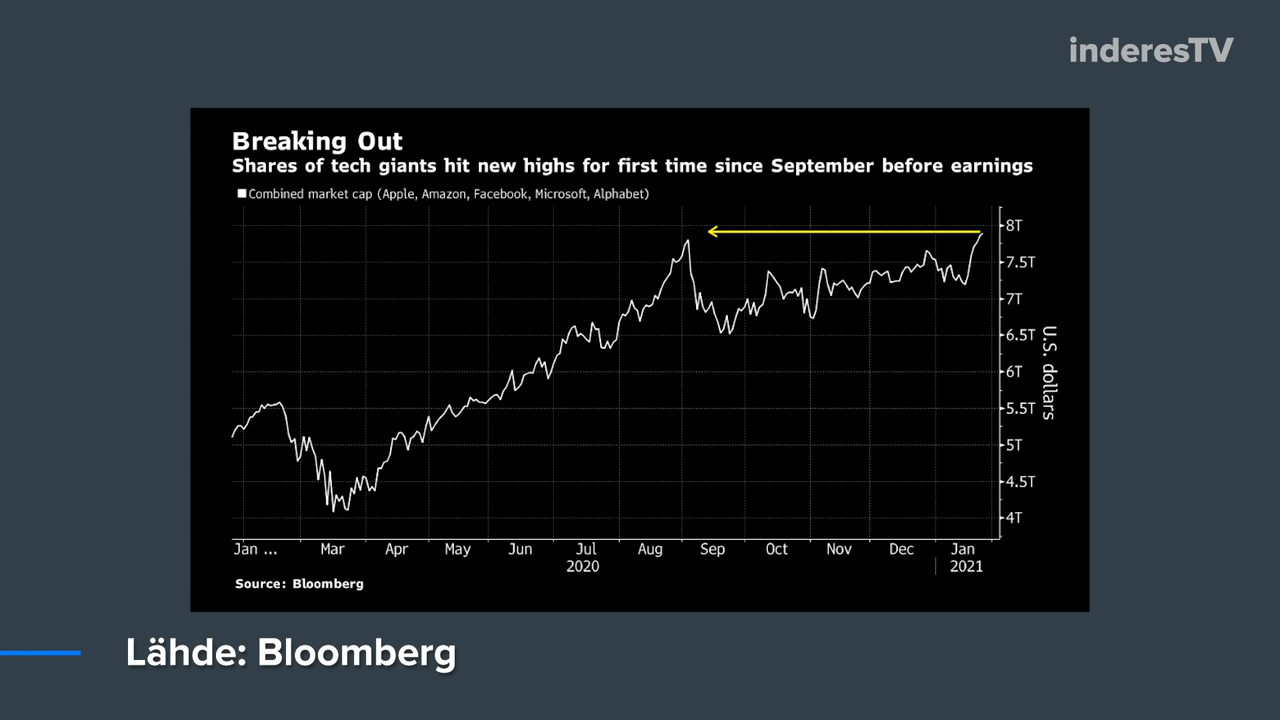 inderesTV
Breaking Out
Shares of tech giants hit new highs for first time since September before earnings
Combined market cap (Apple, Amazon, Facebook, Microsoft, Alphabet)
8T
7.5T
7T
6.5T
6T
5.5T
5T
4.5T
4T
U.S. dollars
Jan ... Mar Apr May Jun Jul Aug Sep Oct Nov Dec Jan
2020 2021
Source: Bloomberg
Lähde: Bloomberg